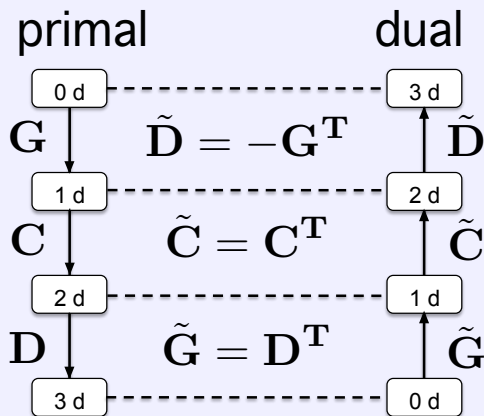 primal dual
0 d 3 d
G D̃ = −Gᵀ D̃
1 d 2 d
C C̃ = Cᵀ C̃
2 d 1 d
D G̃ = Dᵀ G̃
3 d 0 d